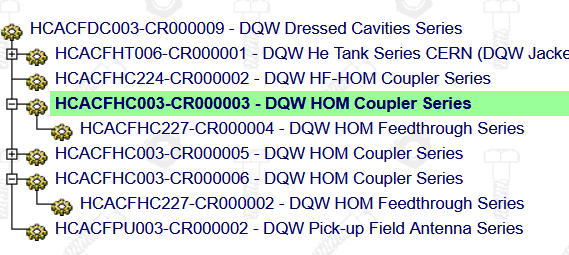 HCACFDC003-CR000009 - DQW Dressed Cavities Series
HCACFHT006-CR000001 - DQW He Tank Series CERN (DQW Jacke
HCACFHC224-CR000002 - DQW HF-HOM Coupler Series
HCACFHC003-CR000003 - DQW HOM Coupler Series
HCACFHC227-CR000004 - DQW HOM Feedthrough Series
HCACFHC003-CR000005 - DQW HOM Coupler Series
HCACFHC003-CR000006 - DQW HOM Coupler Series
HCACFHC227-CR000002 - DQW HOM Feedthrough Series
HCACFPU003-CR000002 - DQW Pick-up Field Antenna Series